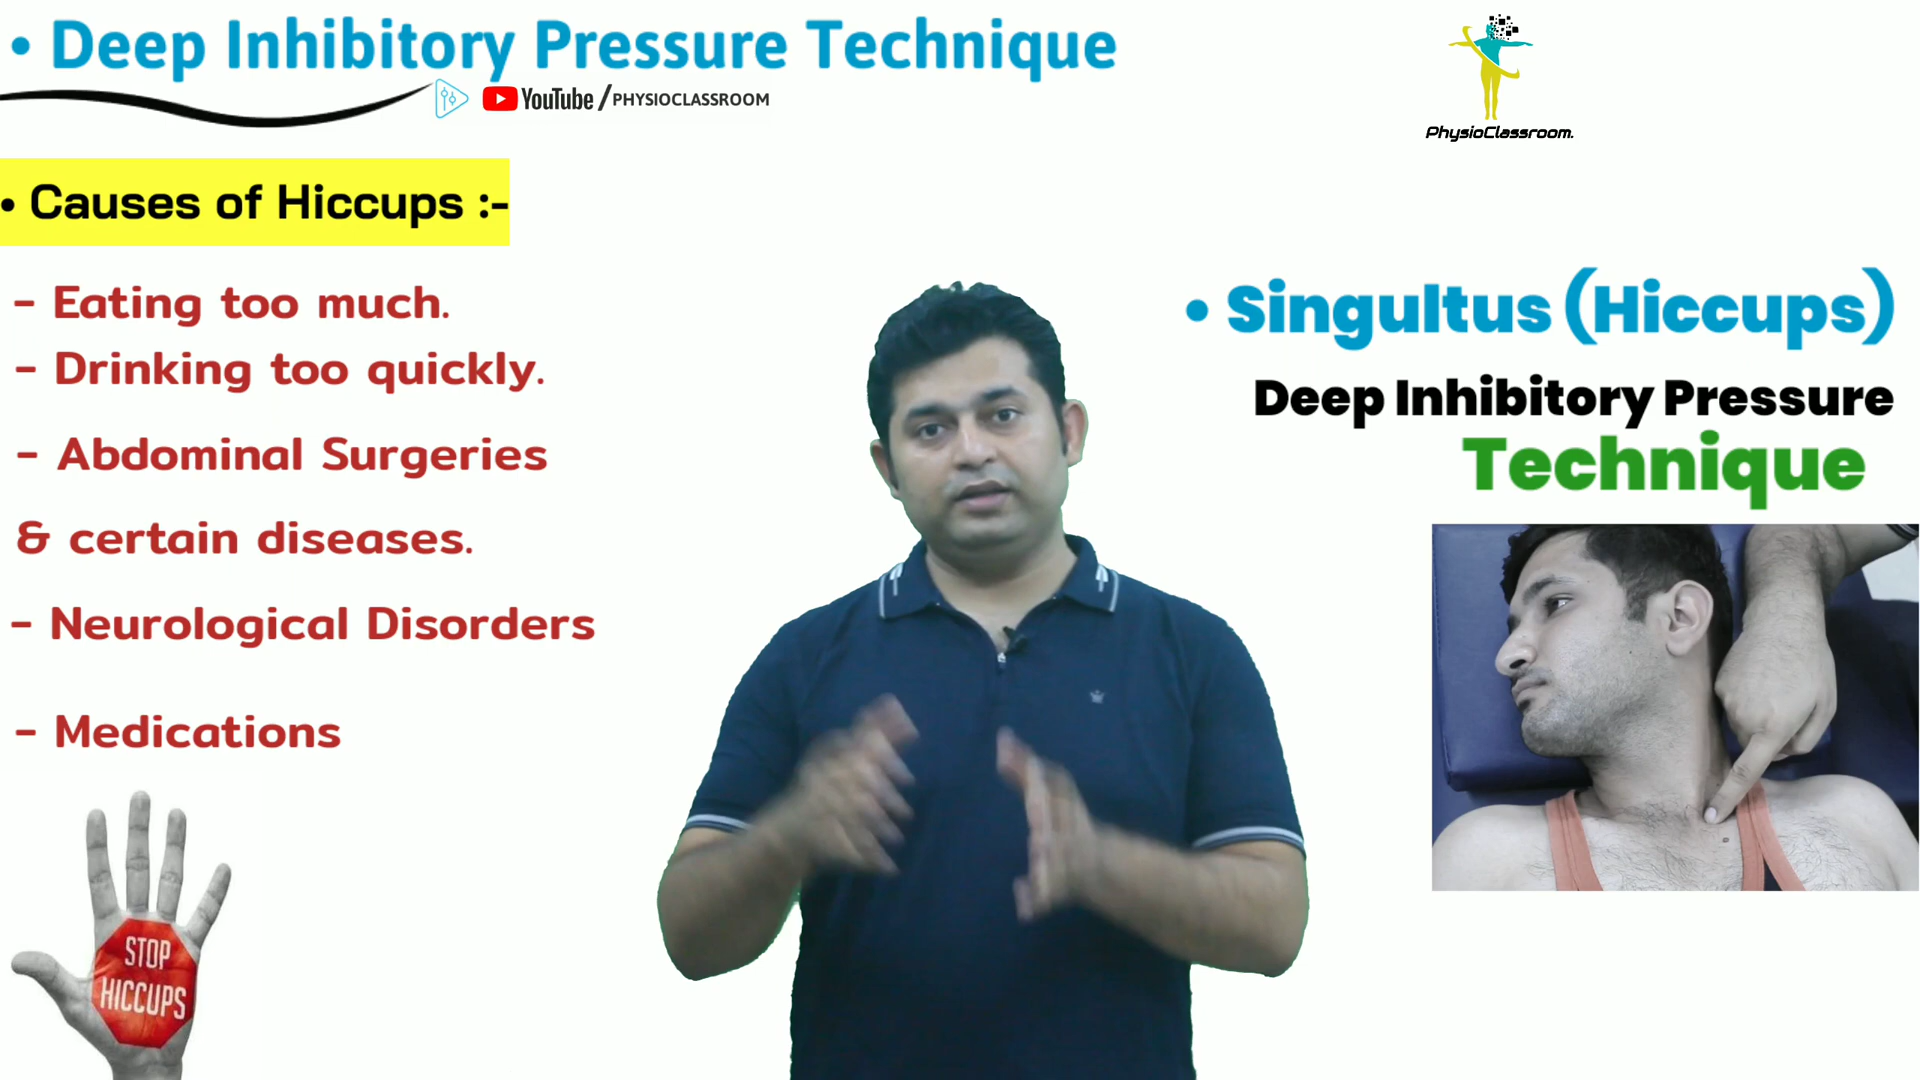 • Deep Inhibitory Pressure Technique
YouTube / PHYSIOCLASSROOM
PhysioClassroom.
• Causes of Hiccups :-
- Eating too much.
- Drinking too quickly.
- Abdominal Surgeries
& certain diseases.
- Neurological Disorders
- Medications
STOP
HICCUPS
• Singultus (Hiccups)
Deep Inhibitory Pressure
Technique